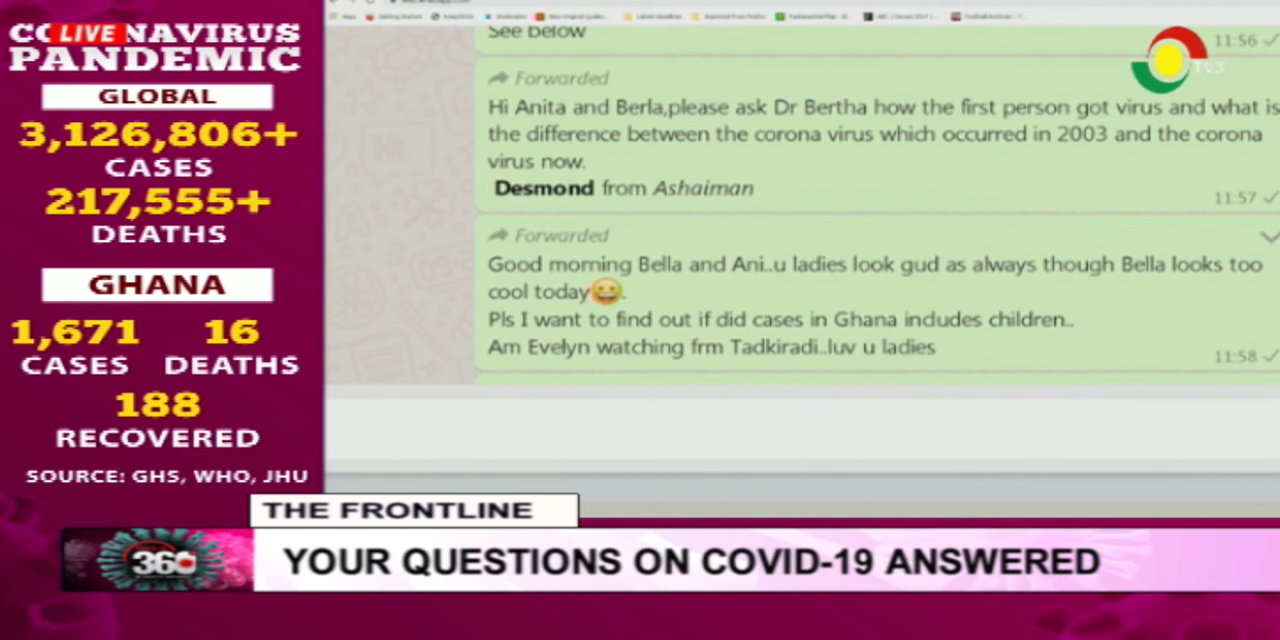 CORONAVIRUS
LIVE
PANDEMIC
GLOBAL
3,126,806+
CASES
217,555+
DEATHS
GHANA
1,671 16
CASES DEATHS
188
RECOVERED
SOURCE: GHS, WHO, JHU
See below
11:56
TV3
Forwarded
Hi Anita and Berla,please ask Dr Bertha how the first person got virus and what is
the difference between the corona virus which occurred in 2003 and the corona
virus now.
Desmond from Ashaiman
11:57
Forwarded
Good morning Bella and Ani..u ladies look gud as always though Bella looks too
cool today😀.
Pls I want to find out if did cases in Ghana includes children..
Am Evelyn watching frm Tadkiradi..luv u ladies
11:58
THE FRONTLINE
360
YOUR QUESTIONS ON COVID-19 ANSWERED